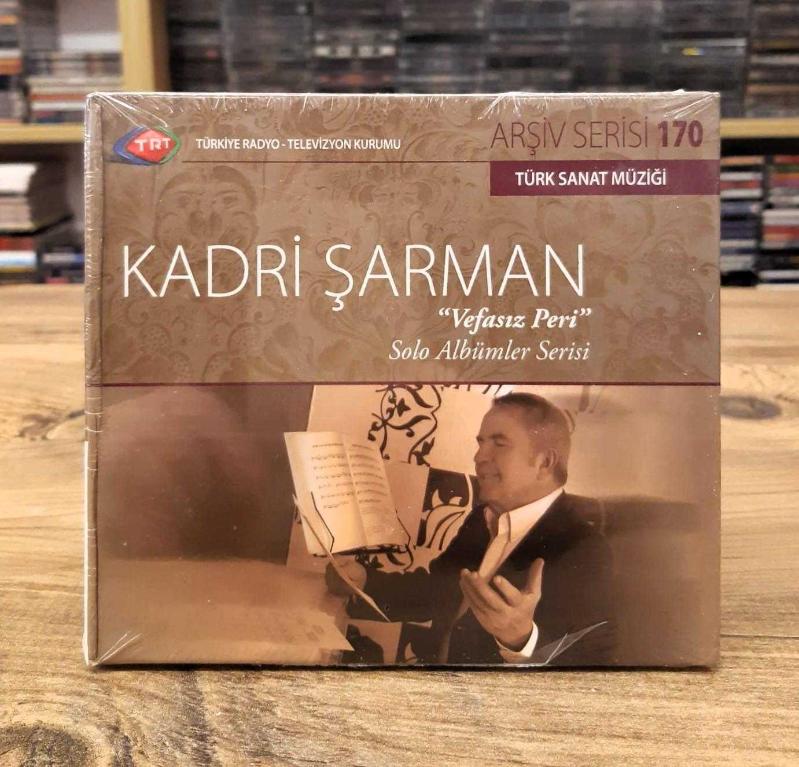 TRT
TÜRKİYE RADYO - TELEVİZYON KURUMU
ARŞİV SERİSİ 170
TÜRK SANAT MÜZİĞİ
KADRİ ŞARMAN
“Vefasız Peri”
Solo Albümler Serisi